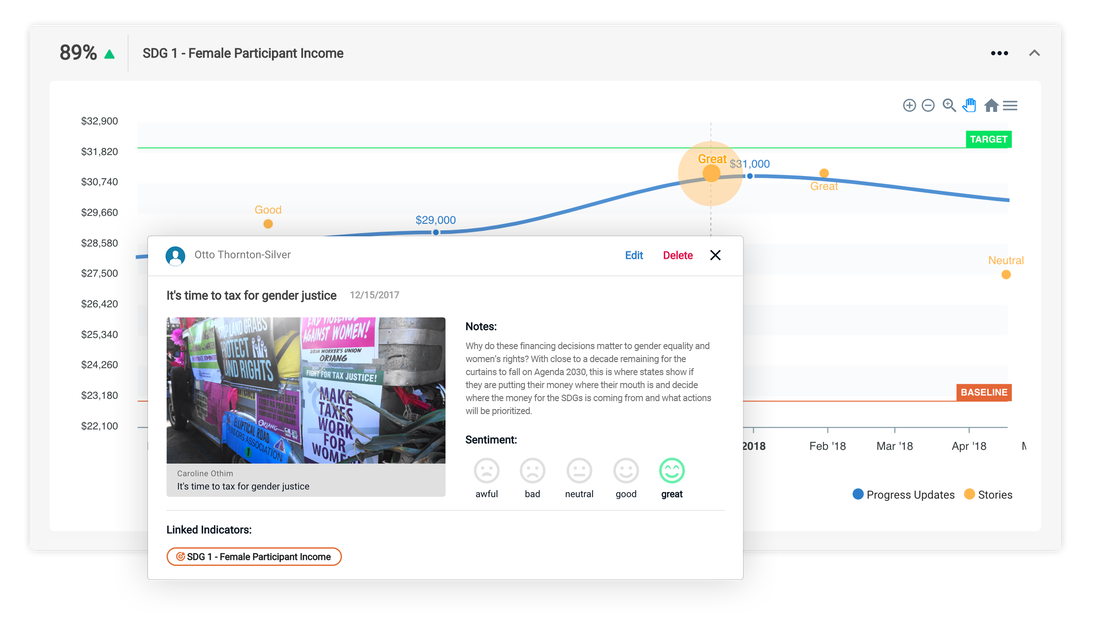 89%
SDG 1 - Female Participant Income
$32,900
$31,820
$30,740
$29,660
$28,580
$27,500
$26,420
$25,340
$24,260
$23,180
$22,100
TARGET
Great
$31,000
Great
Good
$29,000
Neutral
BASELINE
2018
Feb '18
Mar '18
Apr '18
Progress Updates
Stories
Otto Thornton-Silver
Edit
Delete
It's time to tax for gender justice
12/15/2017
AGAINST WOMEN!
WORKER'S UNION
ORIANG
LAND GRABS
PROTECT
AND RIGHTS
FIGHT FOR TAX JUSTICE!
MAKE
TAXES
WORK
FOR
WOMEN
Caroline Othim
It's time to tax for gender justice
Notes:
Why do these financing decisions matter to gender equality and
women's rights? With close to a decade remaining for the
curtains to fall on Agenda 2030, this is where states show if
they are putting their money where their mouth is and decide
where the money for the SDGs is coming from and what actions
will be prioritized.
Sentiment:
awful
bad
neutral
good
great
Linked Indicators:
SDG 1 - Female Participant Income